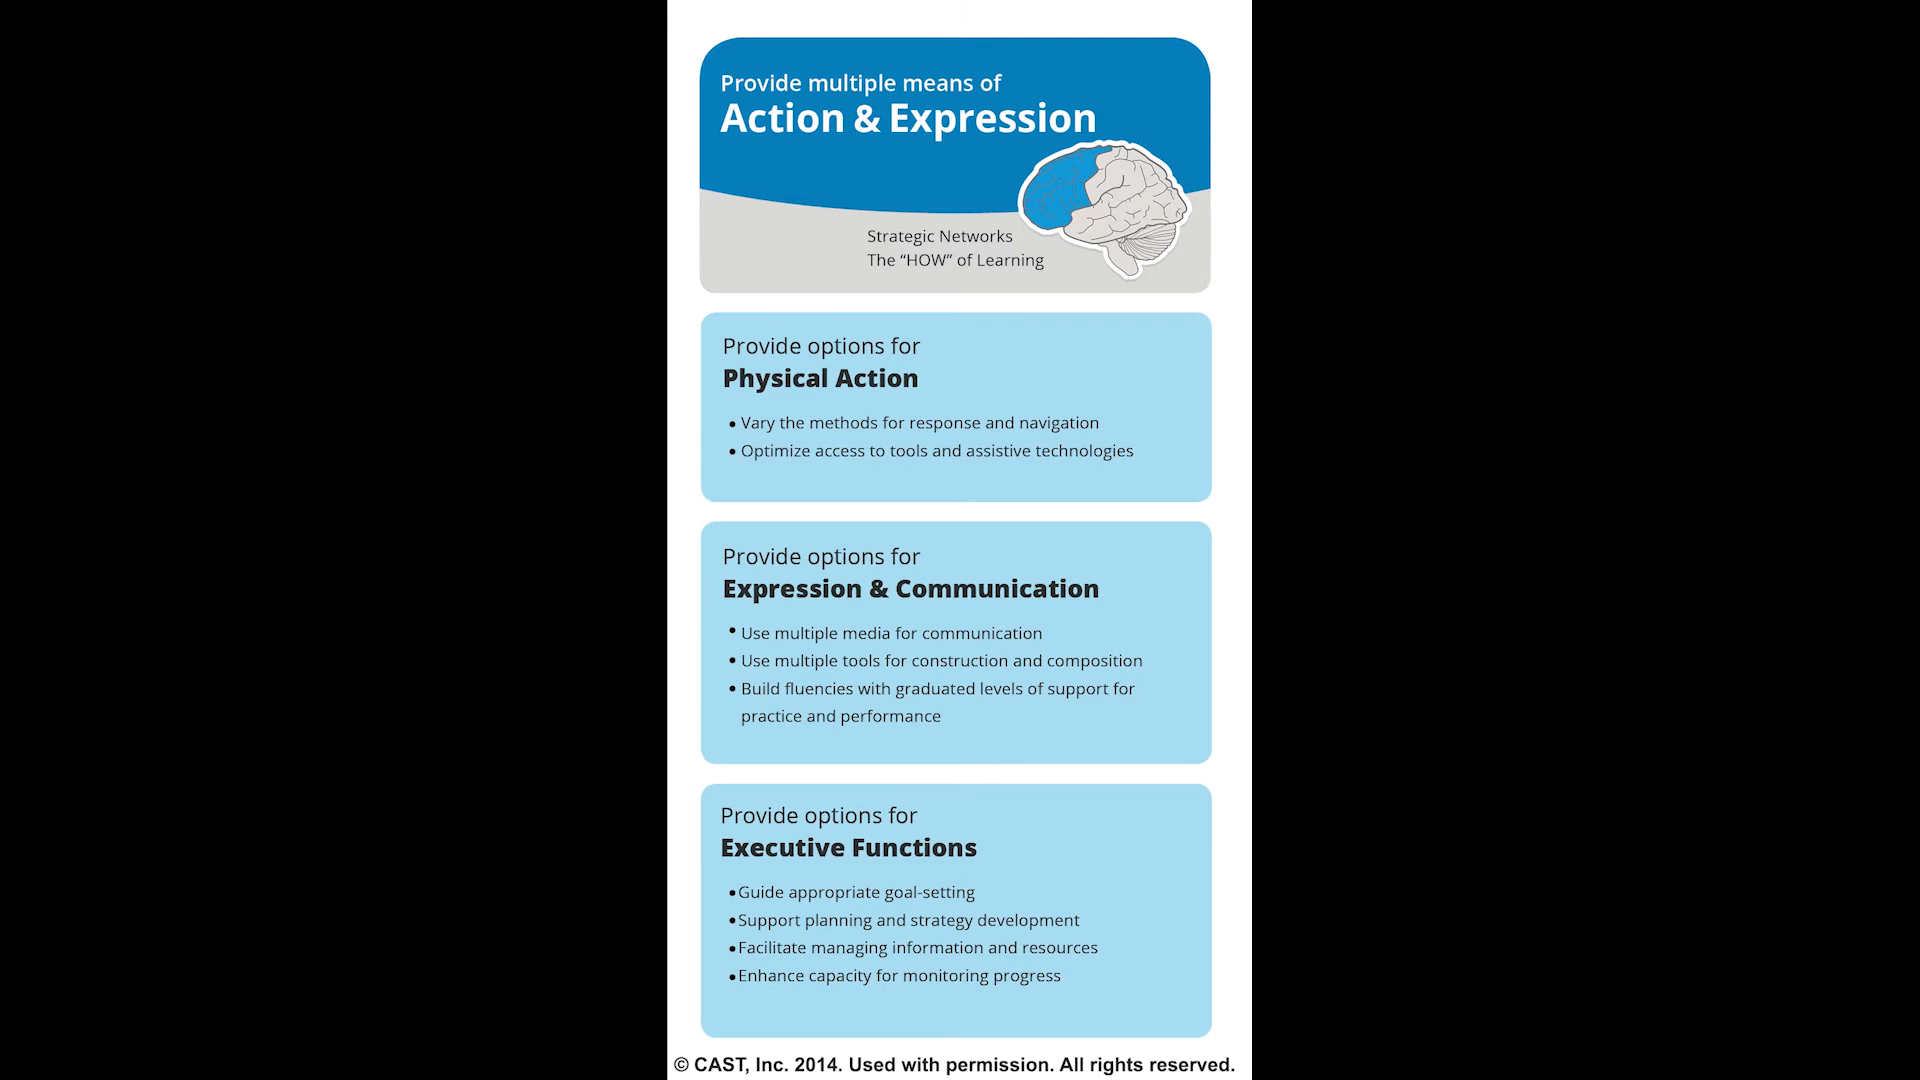 Provide multiple means of
Action & Expression
Strategic Networks
The “HOW” of Learning
Provide options for
Physical Action
• Vary the methods for response and navigation
• Optimize access to tools and assistive technologies
Provide options for
Expression & Communication
• Use multiple media for communication
• Use multiple tools for construction and composition
• Build fluencies with graduated levels of support for
practice and performance
Provide options for
Executive Functions
• Guide appropriate goal-setting
• Support planning and strategy development
• Facilitate managing information and resources
• Enhance capacity for monitoring progress
© CAST, Inc. 2014. Used with permission. All rights reserved.